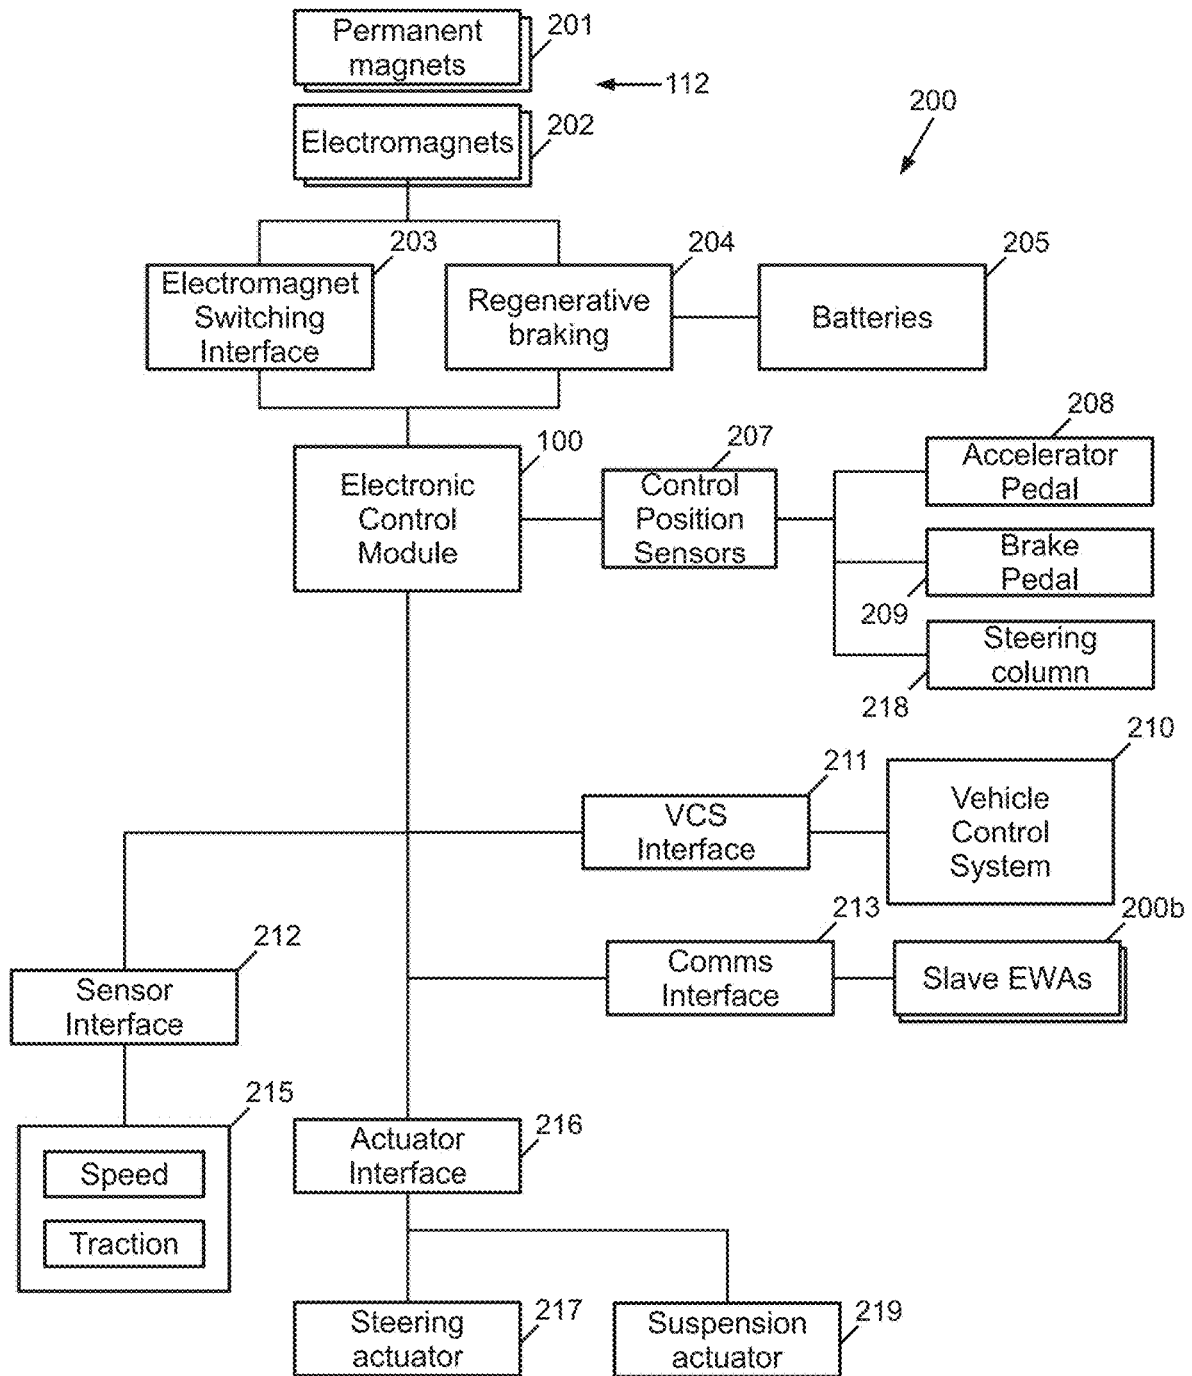 Permanent
magnets
201
112
Electromagnets
202
200
203
204
205
Electromagnet
Switching
Interface
Regenerative
braking
Batteries
100
207
208
Electronic
Control
Module
Control
Position
Sensors
Accelerator
Pedal
Brake
Pedal
209
Steering
column
218
210
211
VCS
Interface
Vehicle
Control
System
213
200b
212
Comms
Interface
Slave EWAs
Sensor
Interface
215
Speed
Traction
Actuator
Interface
216
Steering
actuator
217
Suspension
actuator
219